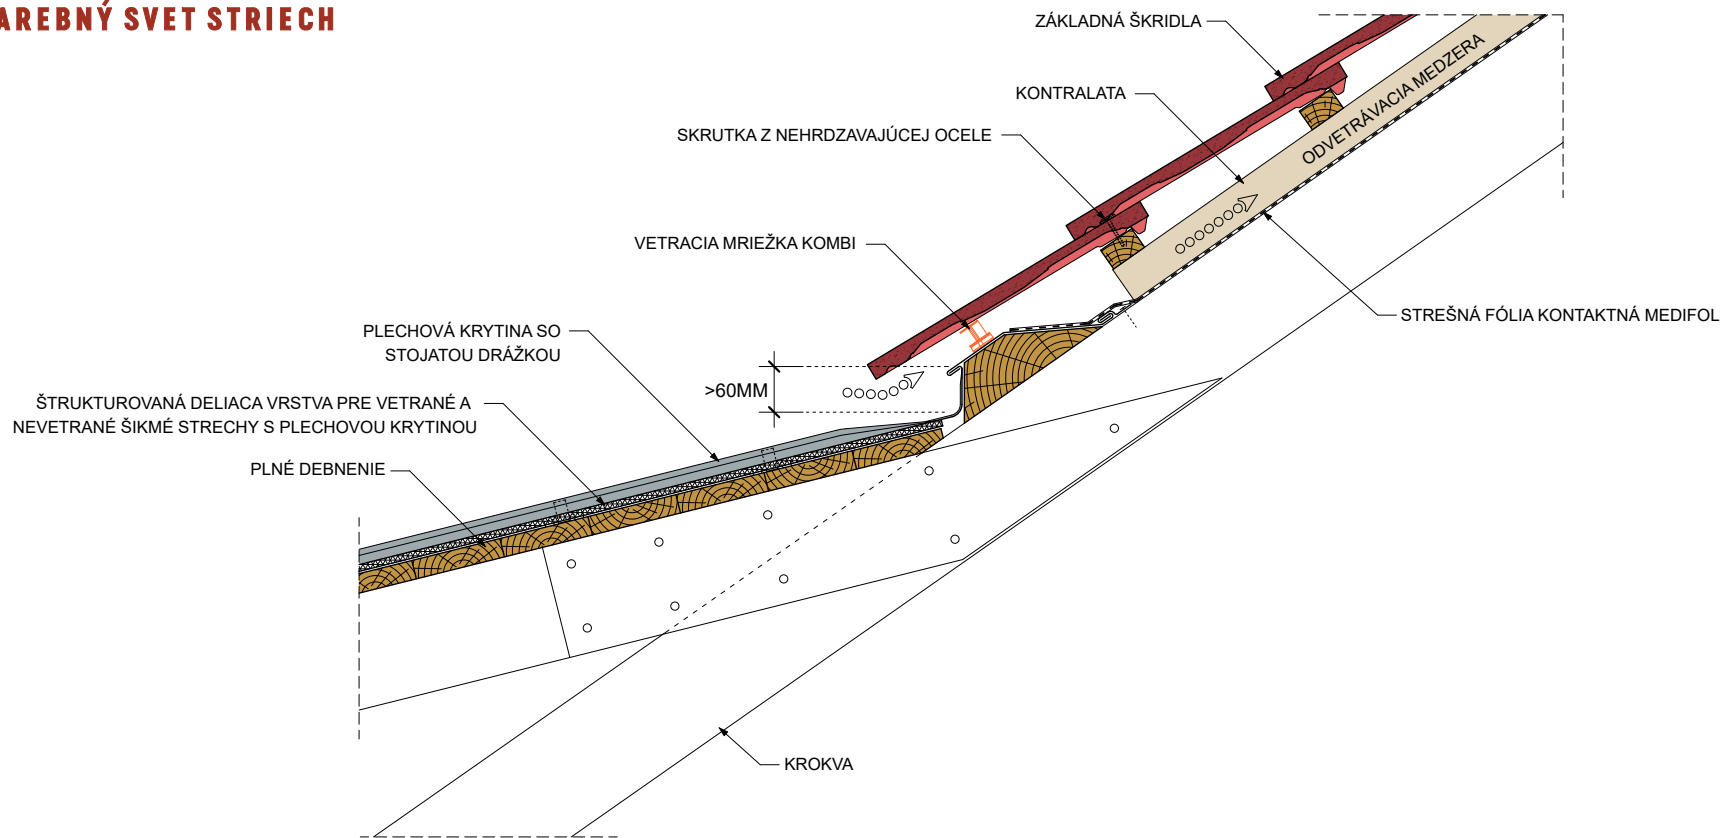 AREBNÝ SVET STRIECH
ZÁKLADNÁ ŠKRIDLA
KONTRALATA
SKRUTKA Z NEHRDZAVAJÚCEJ OCELE
ODVETRÁVACIA MEDZERA
VETRACIA MRIEŽKA KOMBI
STREŠNÁ FÓLIA KONTAKTNÁ MEDIFOL
PLECHOVÁ KRYTINA SO
STOJATOU DRÁŽKOU
>60MM
ŠTRUKTUROVANÁ DELIACA VRSTVA PRE VETRANÉ A
NEVETRANÉ ŠIKMÉ STRECHY S PLECHOVOU KRYTINOU
PLNÉ DEBNENIE
KROKVA